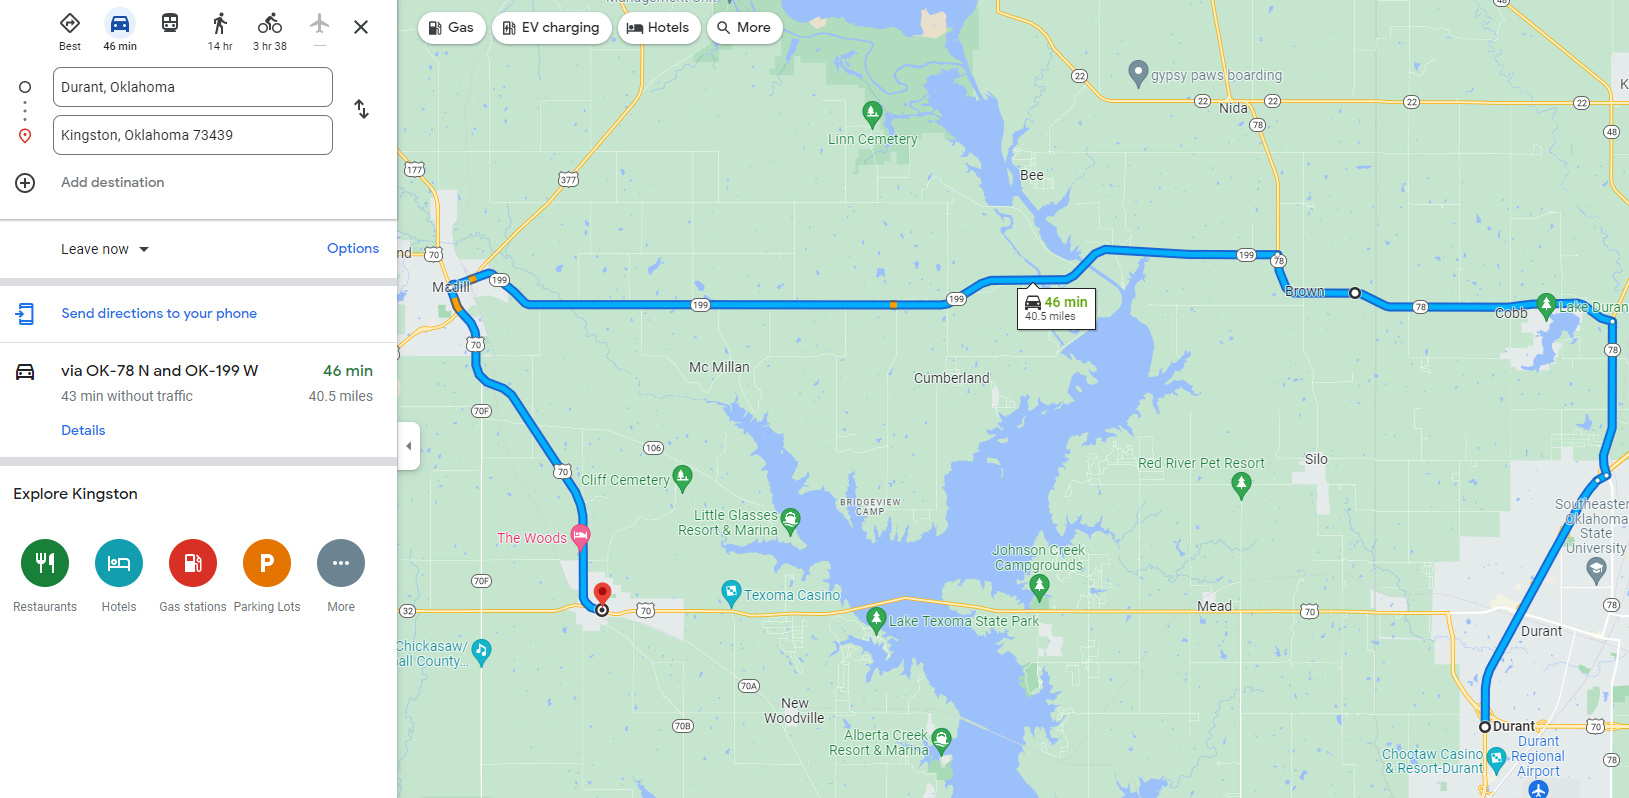 Best
46 min
14 hr
3 hr 38
—
Durant, Oklahoma
Kingston, Oklahoma 73439
Add destination
Leave now
Options
Send directions to your phone
via OK-78 N and OK-199 W
46 min
43 min without traffic
40.5 miles
Details
Explore Kingston
Restaurants
Hotels
Gas stations
Parking Lots
More
Gas
EV charging
Hotels
More
22
48
gypsy paws boarding
22
22
22
22
Nida
78
48
Linn Cemetery
177
377
Bee
70
nd
199
78
Madill
199
199
199
Brown
46 min
40.5 miles
78
Cobb
Lake Duran
70
78
Mc Millan
Cumberland
70F
106
70
Cliff Cemetery
Red River Pet Resort
Silo
BRIDGEVIEW
CAMP
Little Glasses
Resort & Marina
Southeaster
Oklahoma
State
University
The Woods
Johnson Creek
Campgrounds
70F
Texoma Casino
32
70
Mead
70
78
Lake Texoma State Park
Durant
Chickasaw/
all County...
70A
New
Woodville
70B
Alberta Creek
Resort & Marina
Durant
70
Choctaw Casino
& Resort-Durant
Durant
Regional
Airport
78